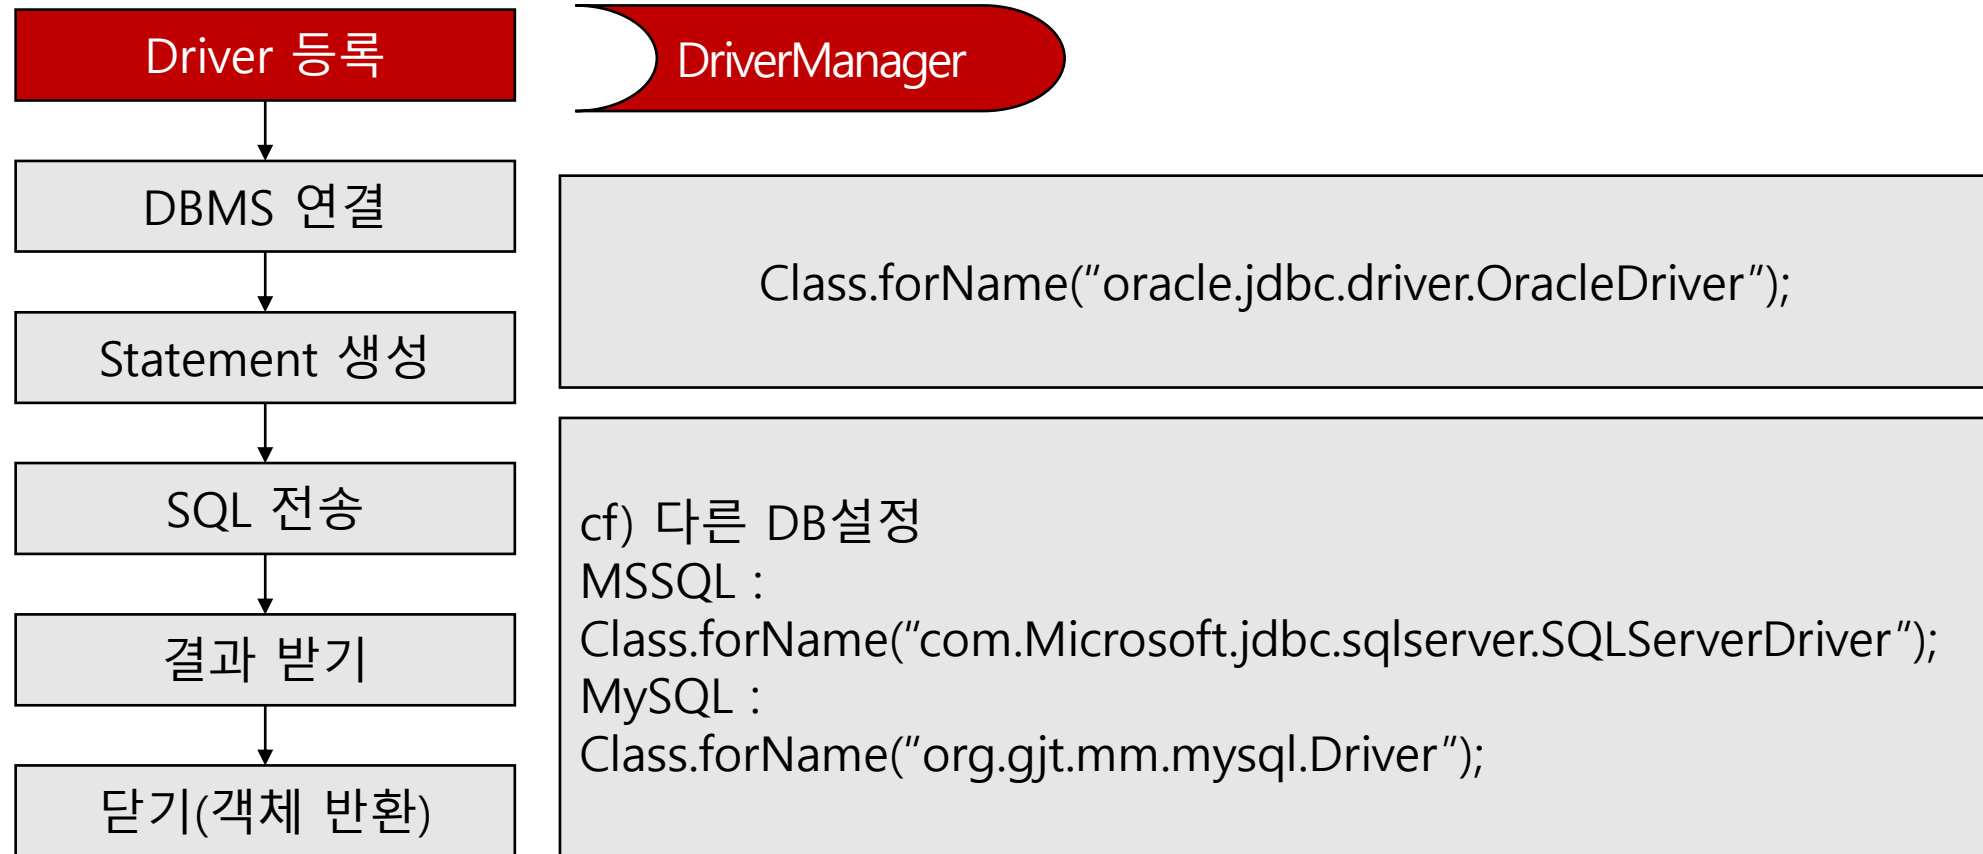 Driver 등록
DriverManager
DBMS 연결
Statement 생성
SQL 전송
결과 받기
닫기(객체 반환)
Class.forName(“oracle.jdbc.driver.OracleDriver”);
cf) 다른 DB설정
MSSQL :
Class.forName(“com.Microsoft.jdbc.sqlserver.SQLServerDriver”);
MySQL :
Class.forName(“org.gjt.mm.mysql.Driver”);